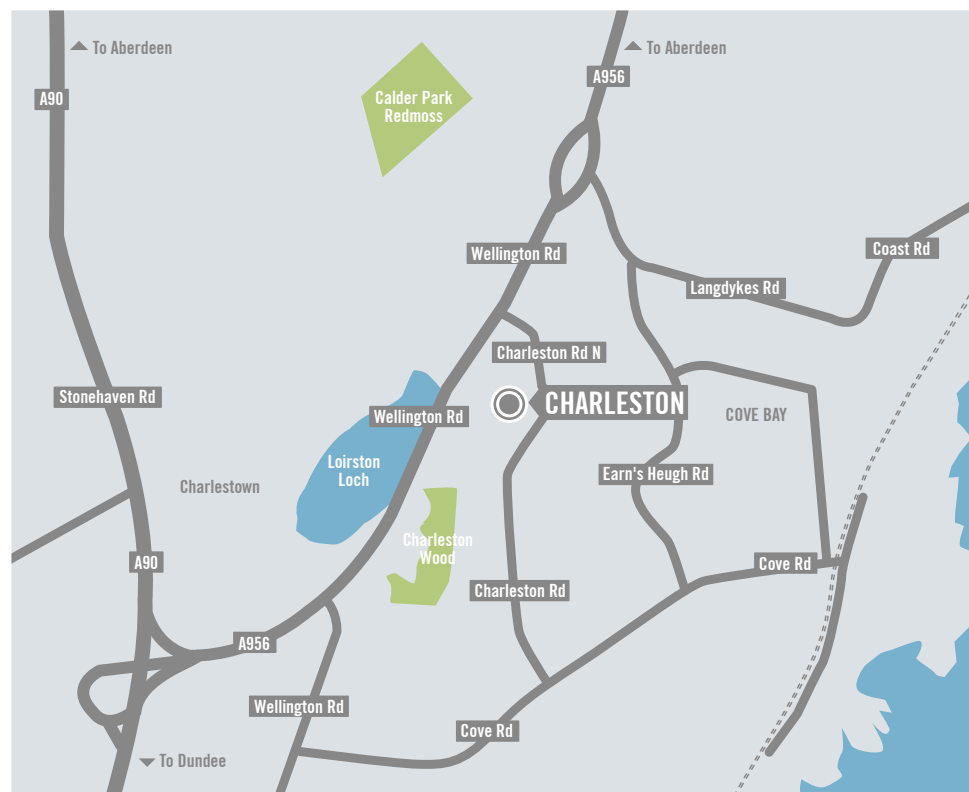 To Aberdeen
To Aberdeen
A956
A90
Calder Park
Redmoss
Wellington Rd
Coast Rd
Langdykes Rd
Charleston Rd N
Stonehaven Rd
CHARLESTON
Wellington Rd
COVE BAY
Loirston
Loch
Earn's Heugh Rd
Charlestown
Charleston
Wood
A90
Cove Rd
Charleston Rd
A956
Wellington Rd
Cove Rd
To Dundee